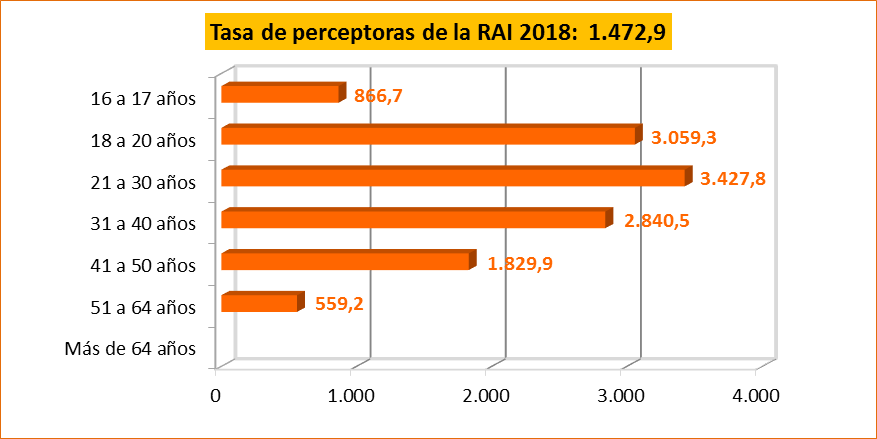 Tasa de perceptoras de la RAI 2018: 1.472,9
16 a 17 años 866,7
18 a 20 años 3.059,3
21 a 30 años 3.427,8
31 a 40 años 2.840,5
41 a 50 años 1.829,9
51 a 64 años 559,2
Más de 64 años
0 1.000 2.000 3.000 4.000